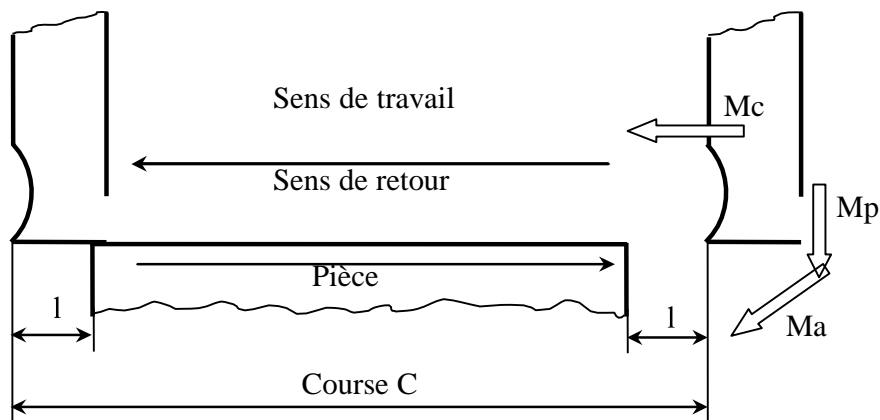 Sens de travail
Mc
Sens de retour
Mp
Pièce
l
l
Ma
Course C